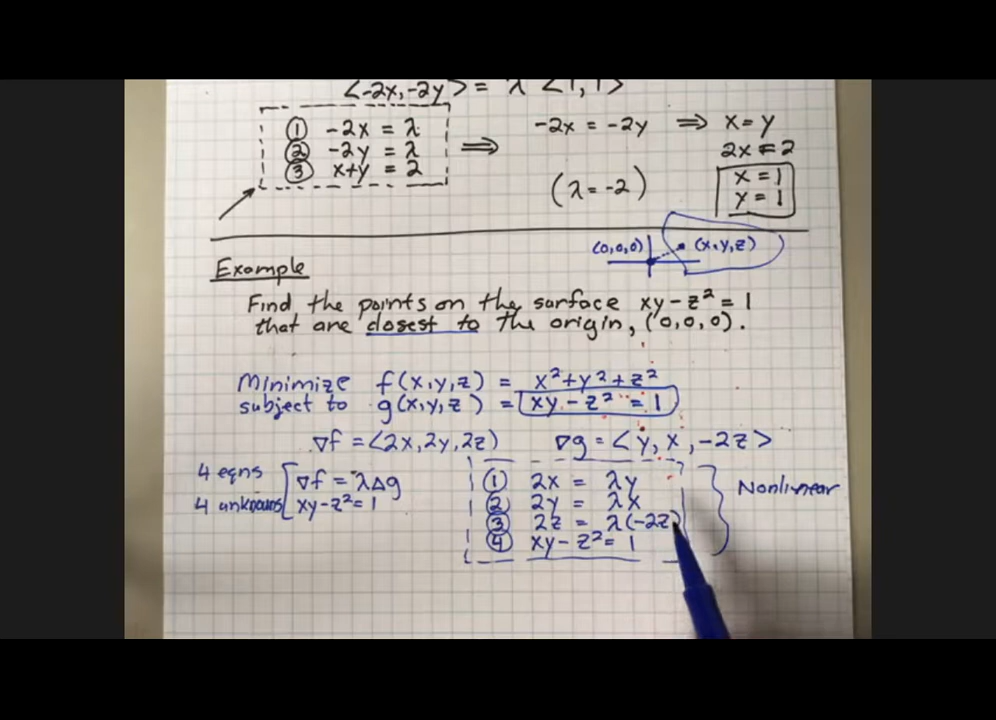 <-2x, -2y> = λ <1, 1>
① -2x = λ
② -2y = λ
③ x+y = 2
⟹ -2x = -2y ⟹ x = y
2x = 2
(λ = -2)
x = 1
y = 1
(0,0,0) (x,y,z)
Example
Find the points on the surface xy - z² = 1
that are closest to the origin, (0,0,0).
Minimize f(x,y,z) = x² + y² + z²
subject to g(x,y,z) = xy - z² = 1
∇f = <2x, 2y, 2z> ∇g = <y, x, -2z>
4 eqns ∇f = λ∆g
4 unknowns xy - z² = 1
① 2x = λy
② 2y = λx
③ 2z = λ(-2z)
④ xy - z² = 1
Nonlinear